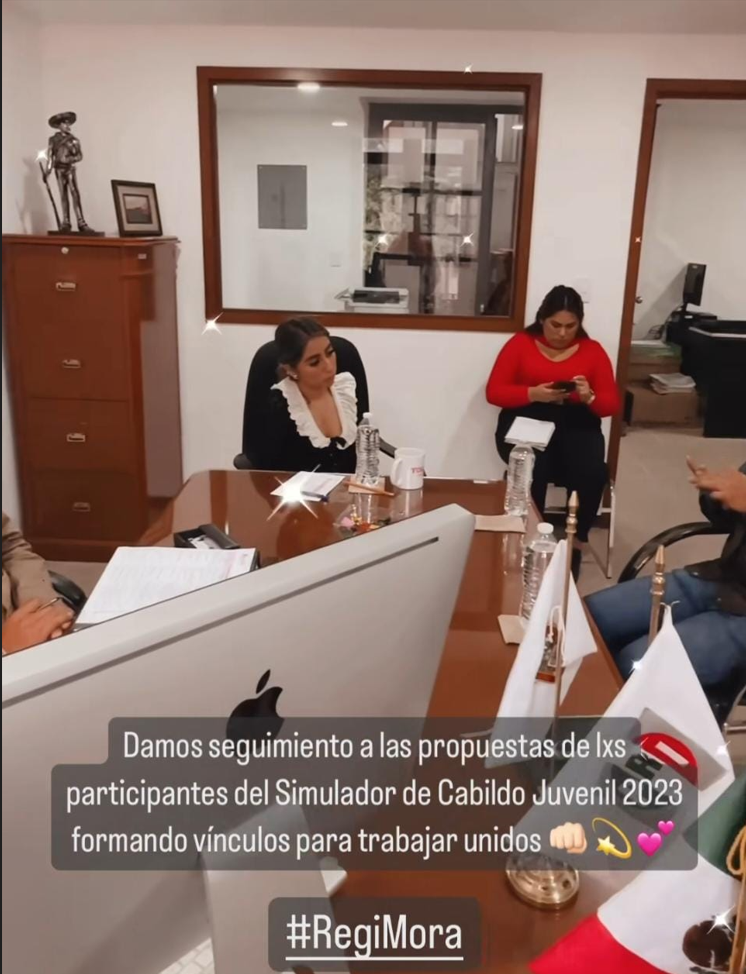 Damos seguimiento a las propuestas de lxs
participantes del Simulador de Cabildo Juvenil 2023
formando vínculos para trabajar unidos 👊🏻💫💕
#RegiMora